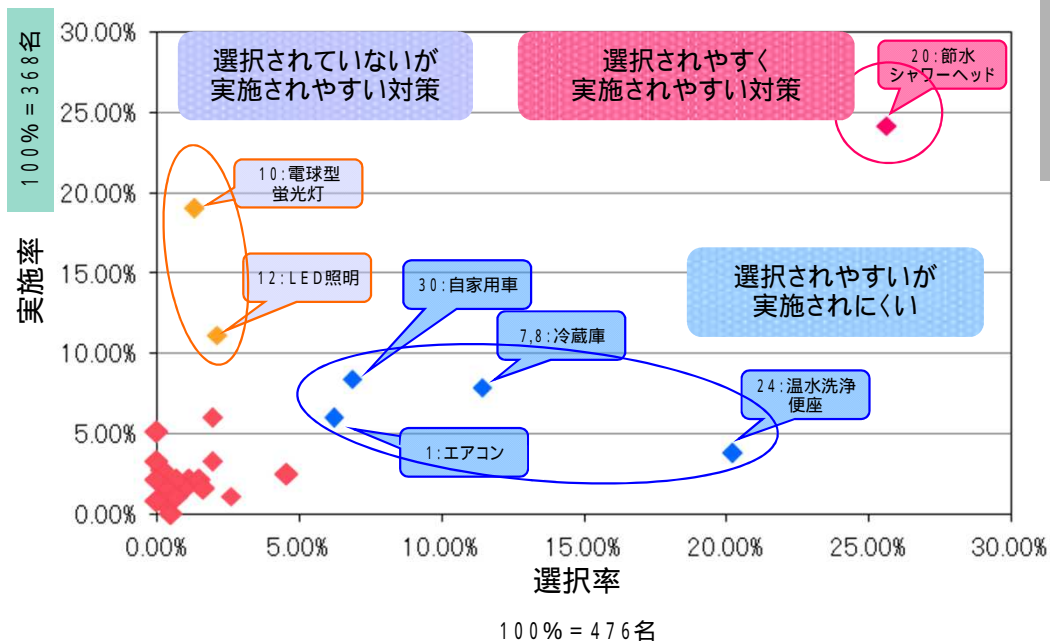 100%=368名
実施率
30.00%
25.00%
20.00%
15.00%
10.00%
5.00%
0.00%
選択されていないが
実施されやすい対策
選択されやすく
実施されやすい対策
20:節水
シャワーヘッド
10:電球型
蛍光灯
12:LED照明
30:自家用車
選択されやすいが
実施されにくい
7,8:冷蔵庫
24:温水洗浄
便座
1:エアコン
0.00%
5.00%
10.00%
15.00%
20.00%
25.00%
30.00%
選択率
100%=476名